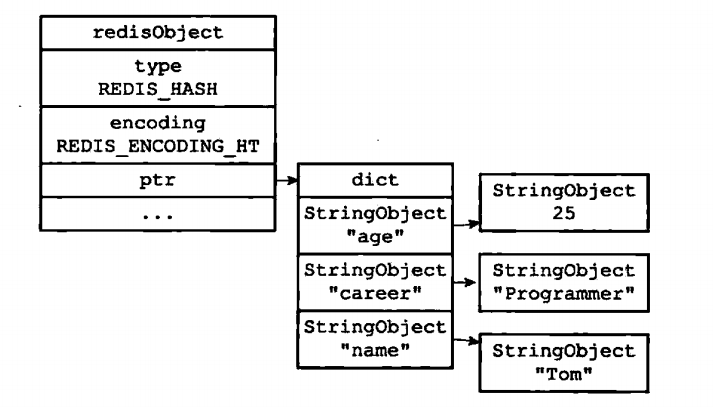 redisObject
type
REDIS_HASH
encoding
REDIS_ENCODING_HT
ptr
...
dict
StringObject
"age"
StringObject
"career"
StringObject
"name"
StringObject
25
StringObject
"Programmer"
StringObject
"Tom"